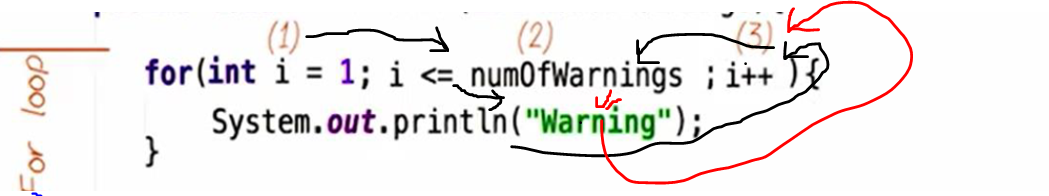 (1) (2) (3)
for(int i = 1; i <= numOfWarnings ; i++ ){
System.out.println("Warning");
}
For loop